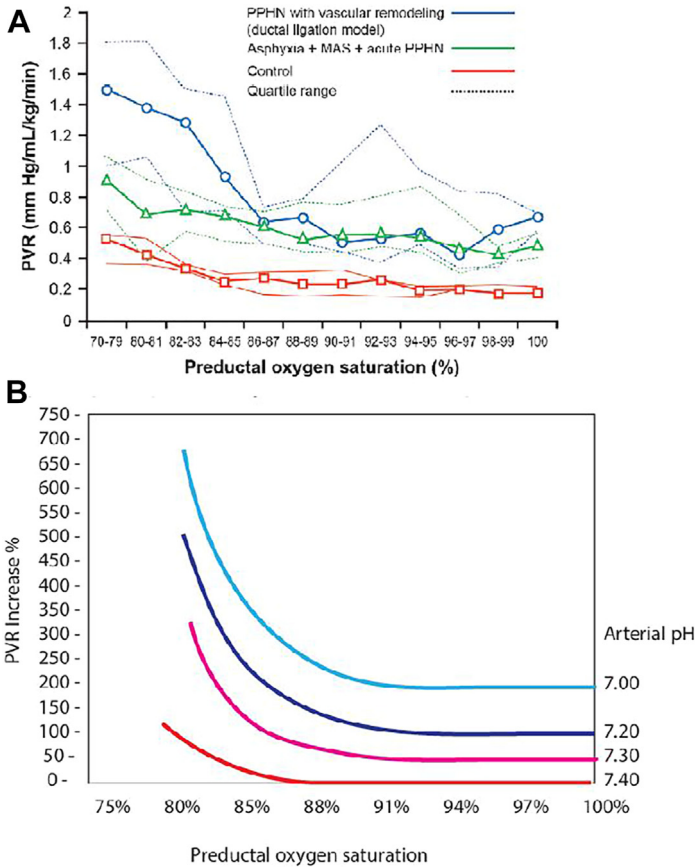 A
PPHN with vascular remodeling
(ductal ligation model)
Asphyxia + MAS + acute PPHN
Control
Quartile range
PVR (mm Hg/mL/kg/min)
2
1.8
1.6
1.4
1.2
1
0.8
0.6
0.4
0.2
0
70-79 80-81 82-83 84-85 86-87 88-89 90-91 92-93 94-95 96-97 98-99 100
Preductal oxygen saturation (%)
B
PVR Increase %
750 -
700 -
650 -
600 -
550 -
500 -
450 -
400 -
350 -
300 -
250 -
200 -
150 -
100 -
50 -
0 -
Arterial pH
7.00
7.20
7.30
7.40
75% 80% 85% 88% 91% 94% 97% 100%
Preductal oxygen saturation